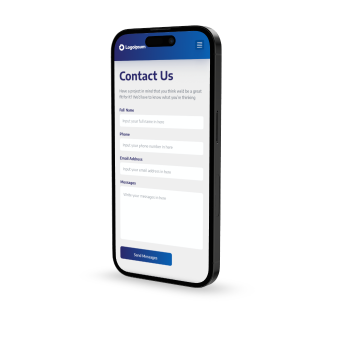 Logoipsum
Contact Us
Have a project in mind that you think we'd be a great
fit for it? We'd love to know what you're thinking
Full Name
Input your full name in here
Phone
Input your phone number in here
Email Address
Input your email address in here
Messages
Write your messages in here
Send Messages